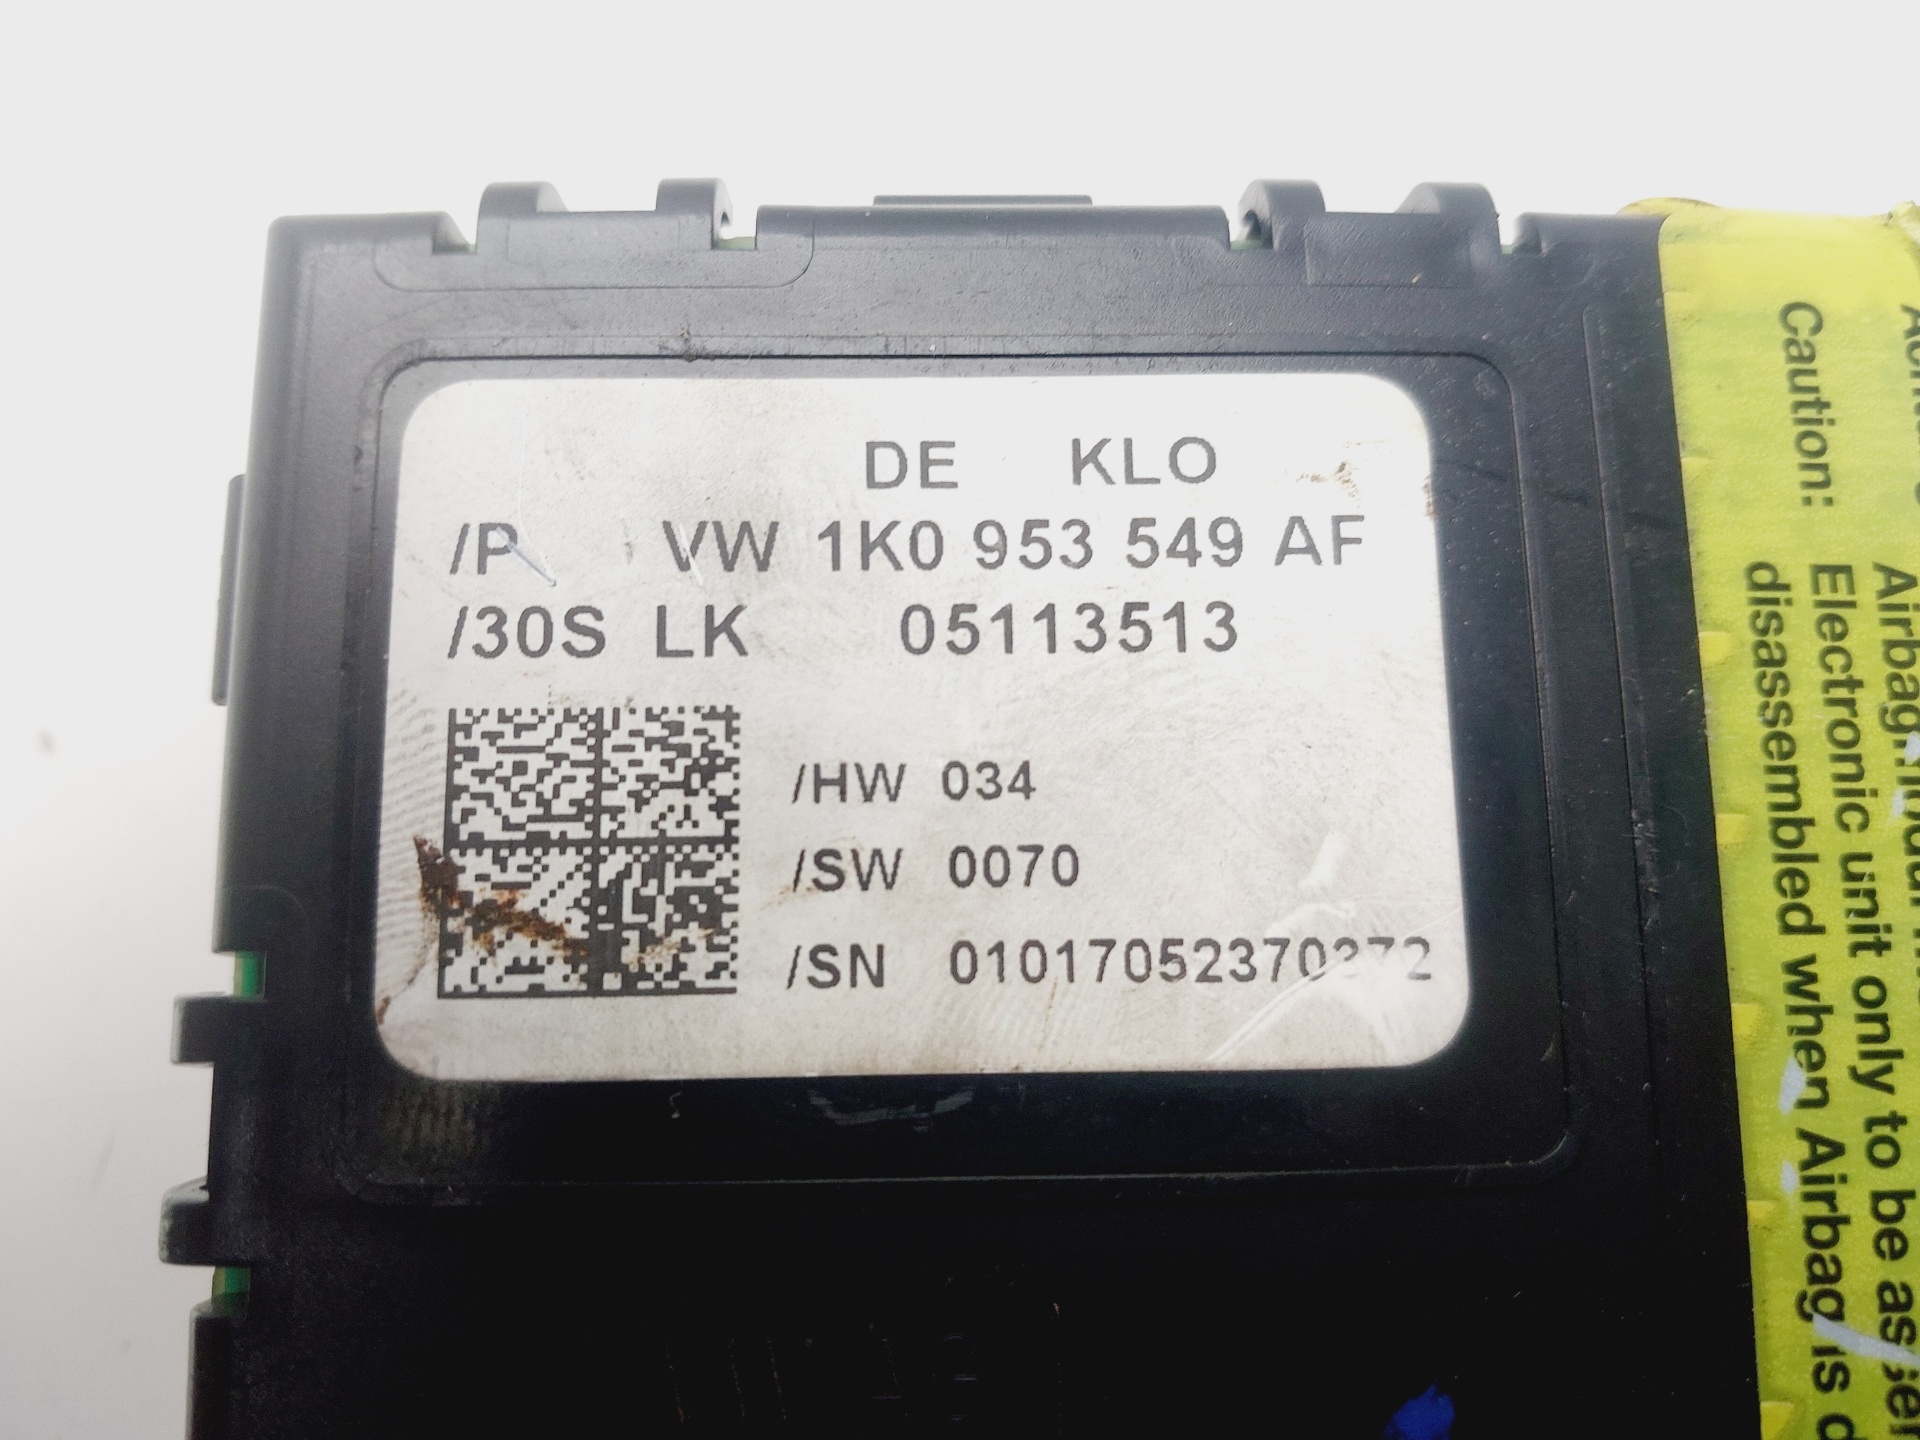 DE KLO
/P VW 1K0 953 549 AF
/30S LK 05113513
/HW 034
/SW 0070
/SN
Caution:
Electronic unit only to be
disassembled when Airbag is